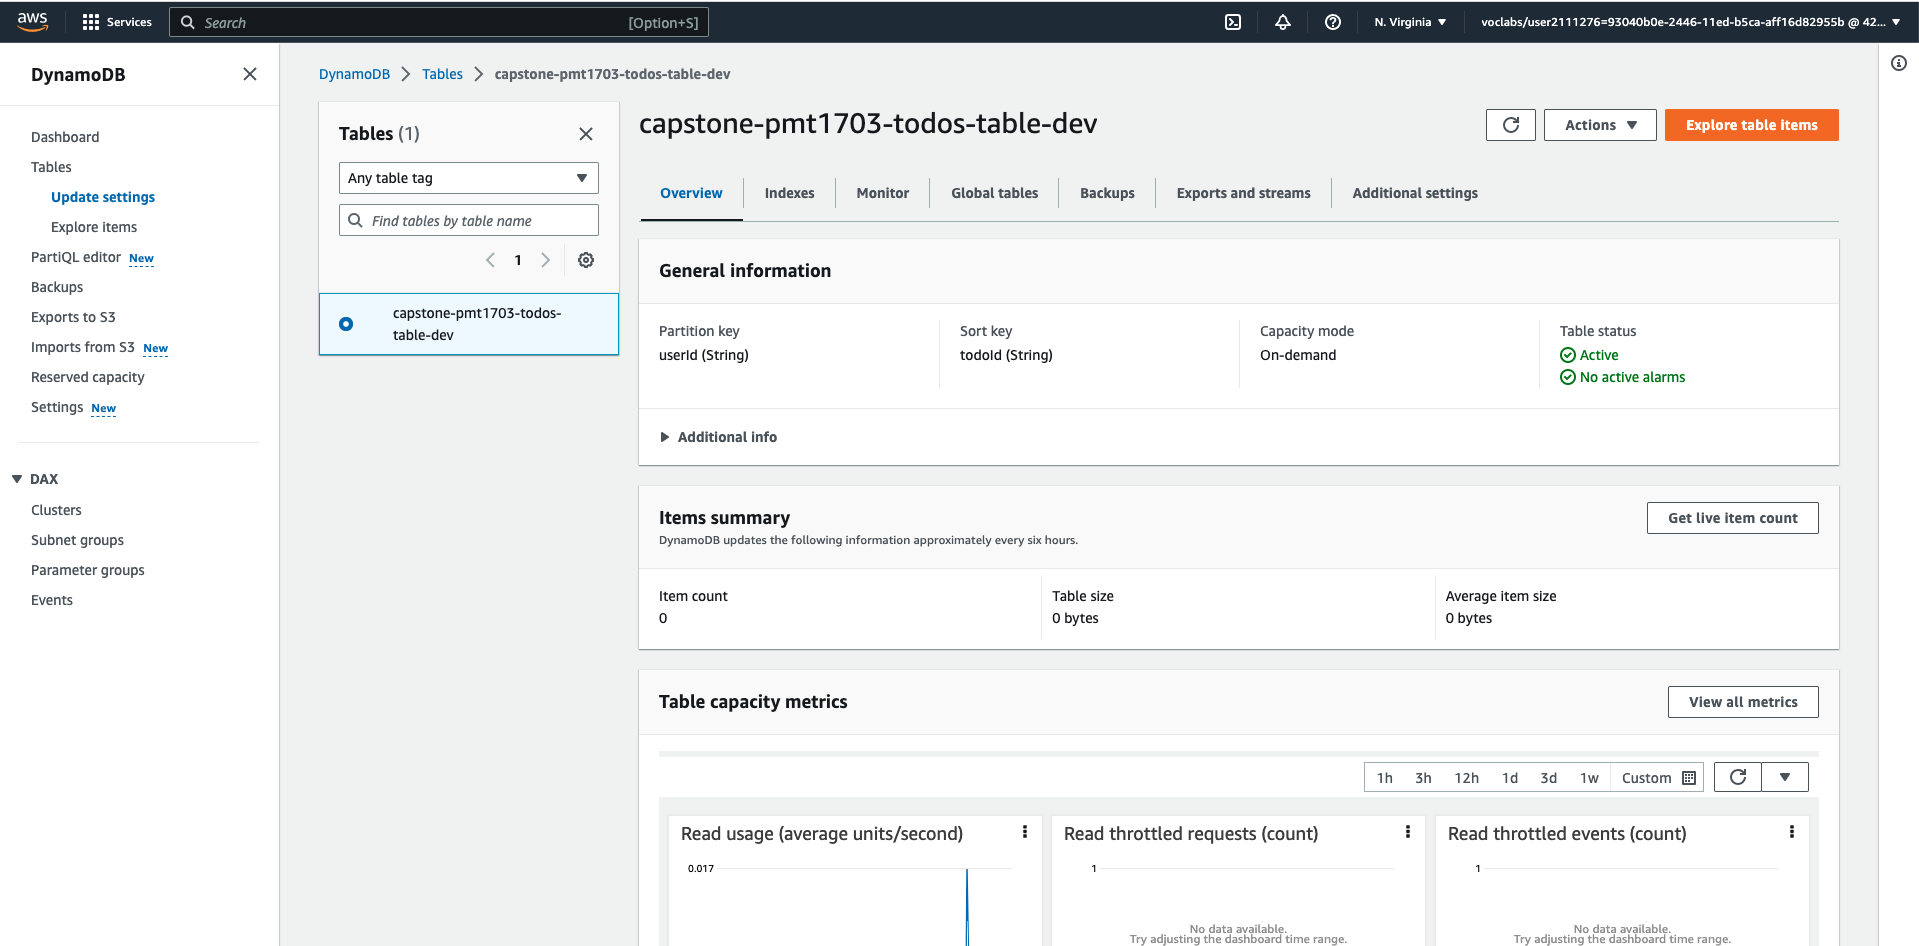 aws
Services
Search
[Option+S]
N. Virginia
voclabs/user2111276=93040b0e-2446-11ed-b5ca-aff16d82955b @ 42...
DynamoDB
Dashboard
Tables
Update settings
Explore items
PartiQL editor New
Backups
Exports to S3
Imports from S3 New
Reserved capacity
Settings New
DAX
Clusters
Subnet groups
Parameter groups
Events
DynamoDB
Tables
capstone-pmt1703-todos-table-dev
Tables (1)
Any table tag
Find tables by table name
1
capstone-pmt1703-todos-
table-dev
capstone-pmt1703-todos-table-dev
Actions
Explore table items
Overview
Indexes
Monitor
Global tables
Backups
Exports and streams
Additional settings
General information
Partition key
userId (String)
Sort key
todoId (String)
Capacity mode
On-demand
Table status
Active
No active alarms
Additional info
Items summary
DynamoDB updates the following information approximately every six hours.
Get live item count
Item count
0
Table size
0 bytes
Average item size
0 bytes
Table capacity metrics
View all metrics
1h
3h
12h
1d
3d
1w
Custom
Read usage (average units/second)
0.017
Read throttled requests (count)
1
No data available.
Try adjusting the dashboard time range.
Read throttled events (count)
1
No data available.
Try adjusting the dashboard time range.